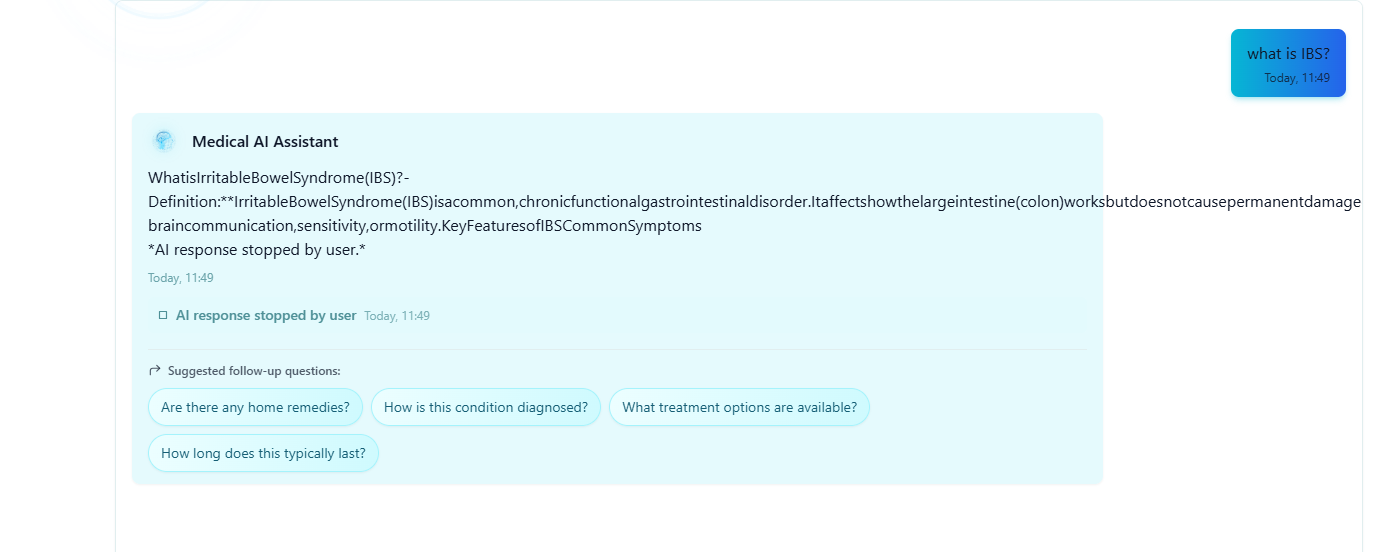 what is IBS?
Today, 11:49
Medical AI Assistant
WhatisIrritableBowelSyndrome(IBS)?-
Definition:**IrritableBowelSyndrome(IBS)isacommon,chronicfunctionalgastrointestinaldisorder.Itaffectshowthelargeintestine(colon)worksbutdoesnotcausepermanentdamage
braincommunication,sensitivity,ormotility.KeyFeaturesofIBSCommonSymptoms
*AI response stopped by user.*
Today, 11:49
AI response stopped by user Today, 11:49
Suggested follow-up questions:
Are there any home remedies? How is this condition diagnosed? What treatment options are available?
How long does this typically last?